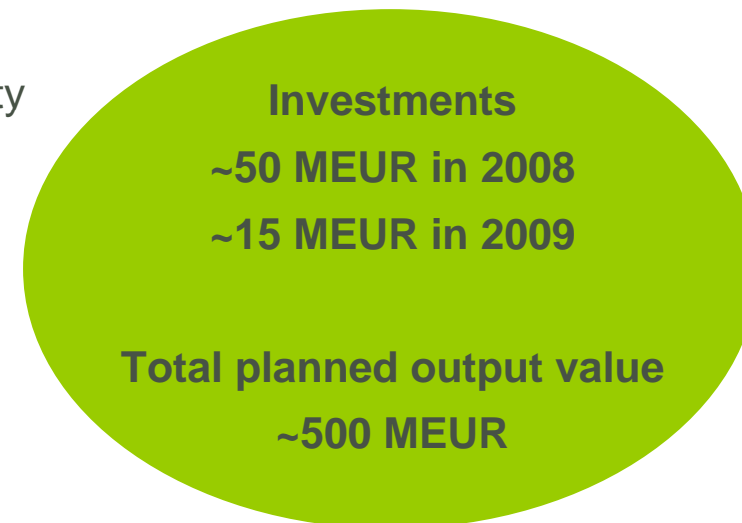 Investments
~50 MEUR in 2008
~15 MEUR in 2009
Total planned output value
~500 MEUR